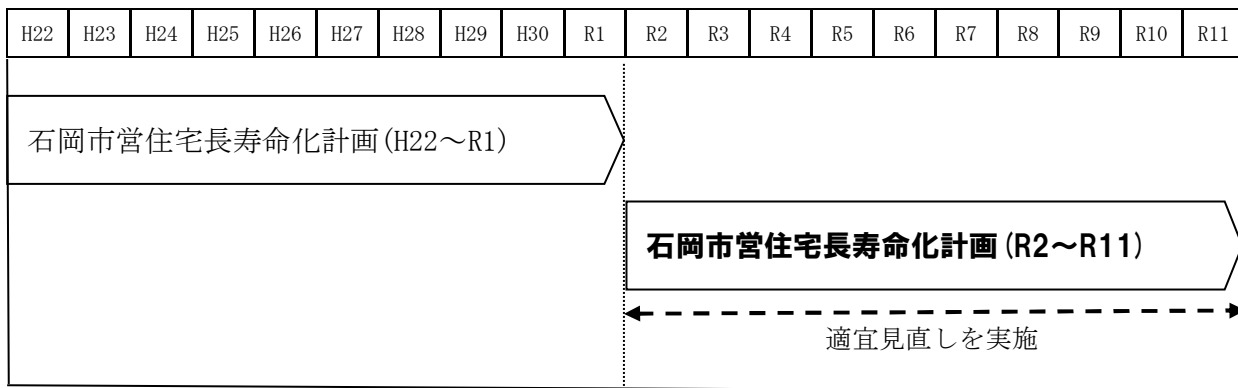 H22 H23 H24 H25 H26 H27 H28 H29 H30 R1 R2 R3 R4 R5 R6 R7 R8 R9 R10 R11
石岡市営住宅長寿命化計画(H22～R1)
石岡市営住宅長寿命化計画(R2～R11)
適宜見直しを実施